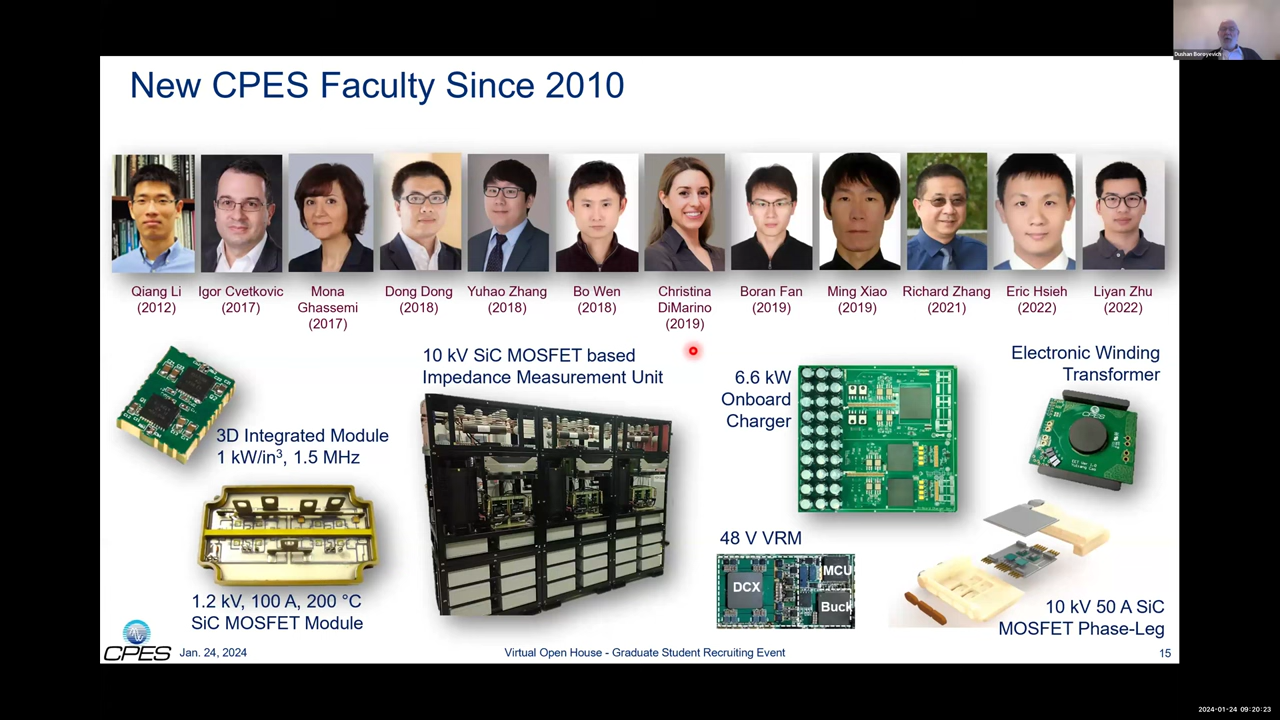 Dushan Boroyevich
New CPES Faculty Since 2010
Qiang Li
(2012)
Igor Cvetkovic
(2017)
Mona
Ghassemi
(2017)
Dong Dong
(2018)
Yuhao Zhang
(2018)
Bo Wen
(2018)
Christina
DiMarino
(2019)
Boran Fan
(2019)
Ming Xiao
(2019)
Richard Zhang
(2021)
Eric Hsieh
(2022)
Liyan Zhu
(2022)
3D Integrated Module
1 kW/in³, 1.5 MHz
10 kV SiC MOSFET based
Impedance Measurement Unit
6.6 kW
Onboard
Charger
Electronic Winding
Transformer
CPES
1.2 kV, 100 A, 200 °C
SiC MOSFET Module
48 V VRM
DCX
MCU
Buck
10 kV 50 A SiC
MOSFET Phase-Leg
CPES
Jan. 24, 2024
Virtual Open House - Graduate Student Recruiting Event
15
2024-01-24 09:20:23